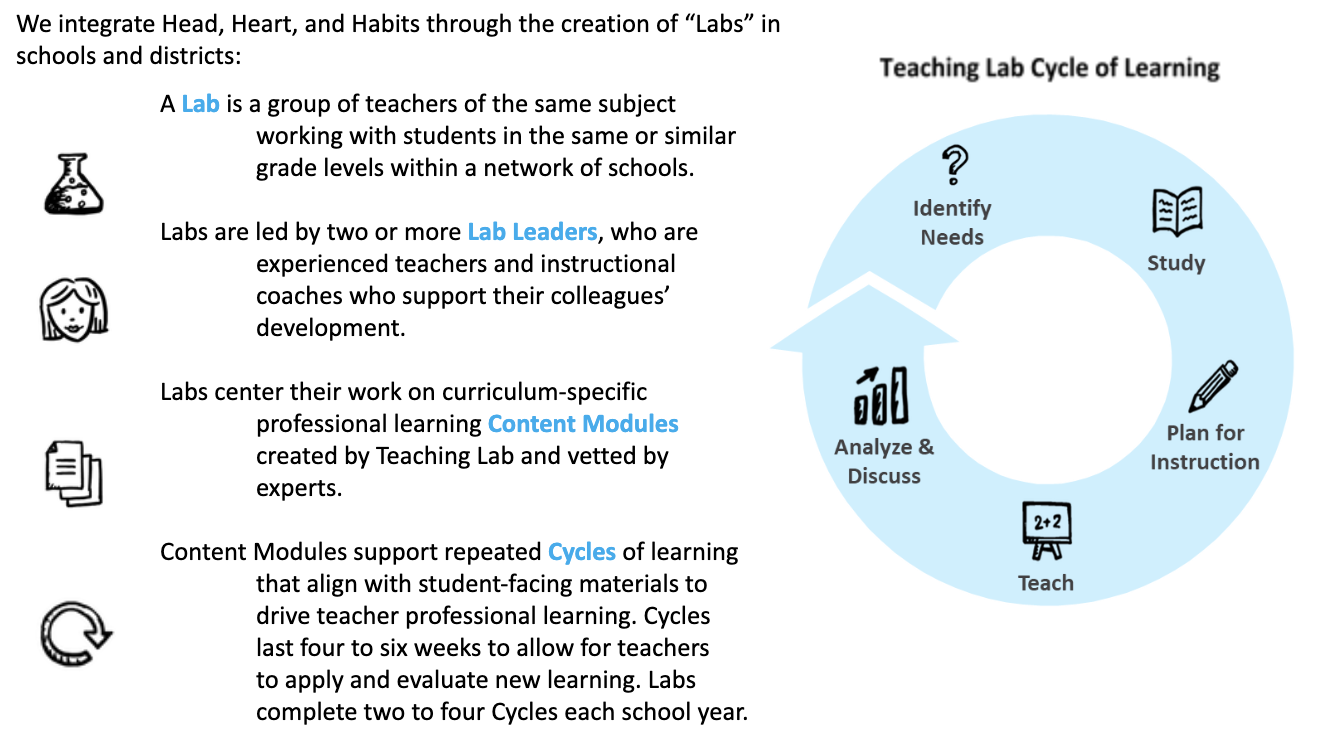 We integrate Head, Heart, and Habits through the creation of “Labs” in
schools and districts:
A Lab is a group of teachers of the same subject
working with students in the same or similar
grade levels within a network of schools.
Labs are led by two or more Lab Leaders, who are
experienced teachers and instructional
coaches who support their colleagues’
development.
Labs center their work on curriculum-specific
professional learning Content Modules
created by Teaching Lab and vetted by
experts.
Content Modules support repeated Cycles of learning
that align with student-facing materials to
drive teacher professional learning. Cycles
last four to six weeks to allow for teachers
to apply and evaluate new learning. Labs
complete two to four Cycles each school year.
Teaching Lab Cycle of Learning
?
Identify
Needs
Study
Plan for
Instruction
2+2
Teach
Analyze &
Discuss